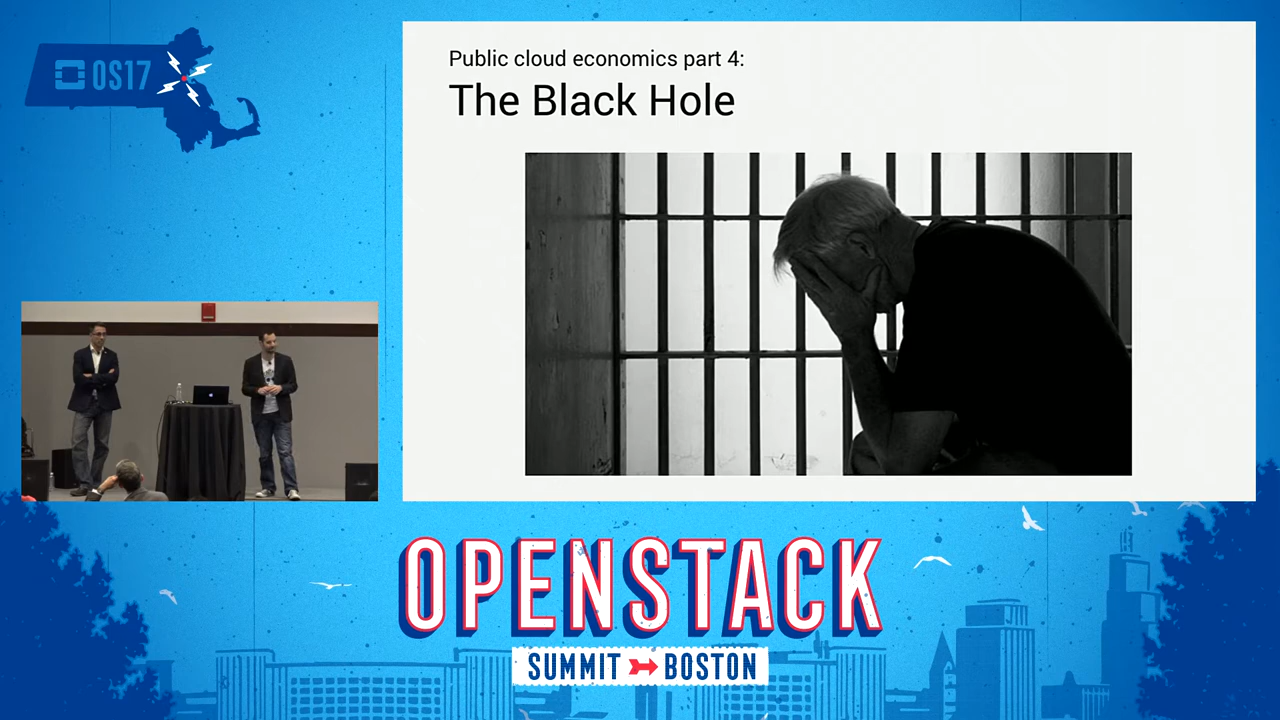 OS17
Public cloud economics part 4:
The Black Hole
OPENSTACK
SUMMIT BOSTON